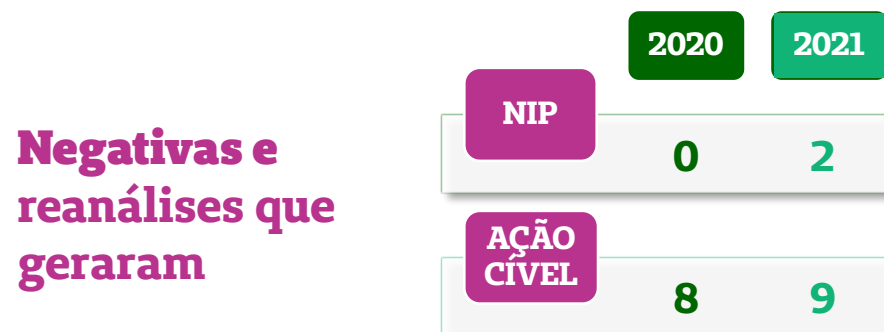 2020 2021
NIP
0 2
Negativas e
reanálises que
geraram
AÇÃO
CÍVEL
8 9